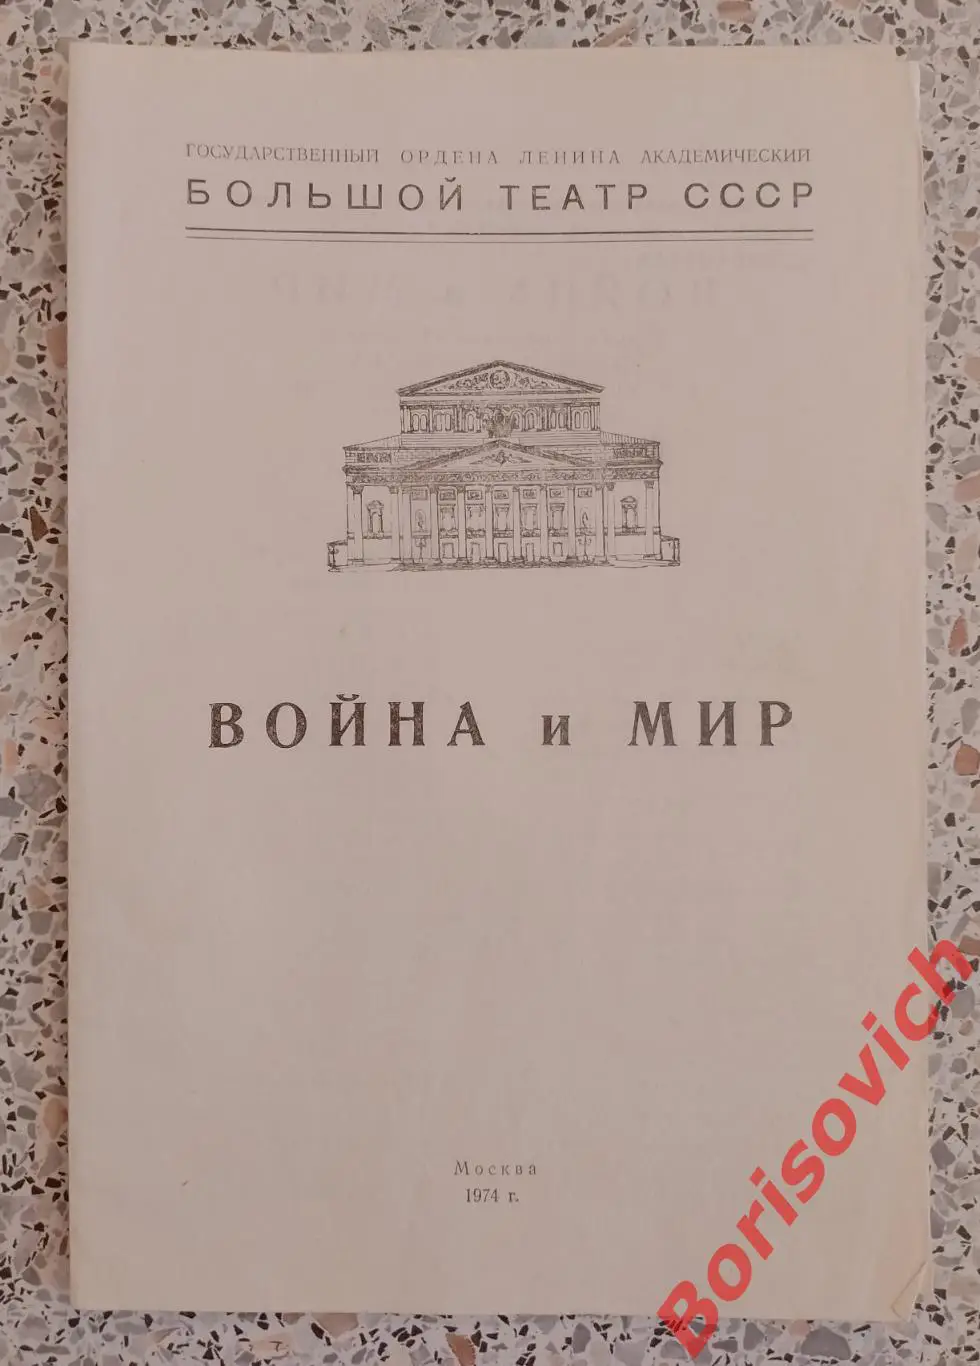 ГОСУДАРСТВЕННЫЙ ОРДЕНА ЛЕНИНА АКАДЕМИЧЕСКИЙ
БОЛЬШОЙ ТЕАТР СССР
ВОЙНА и МИР
Москва
1974 г.
Borisovich